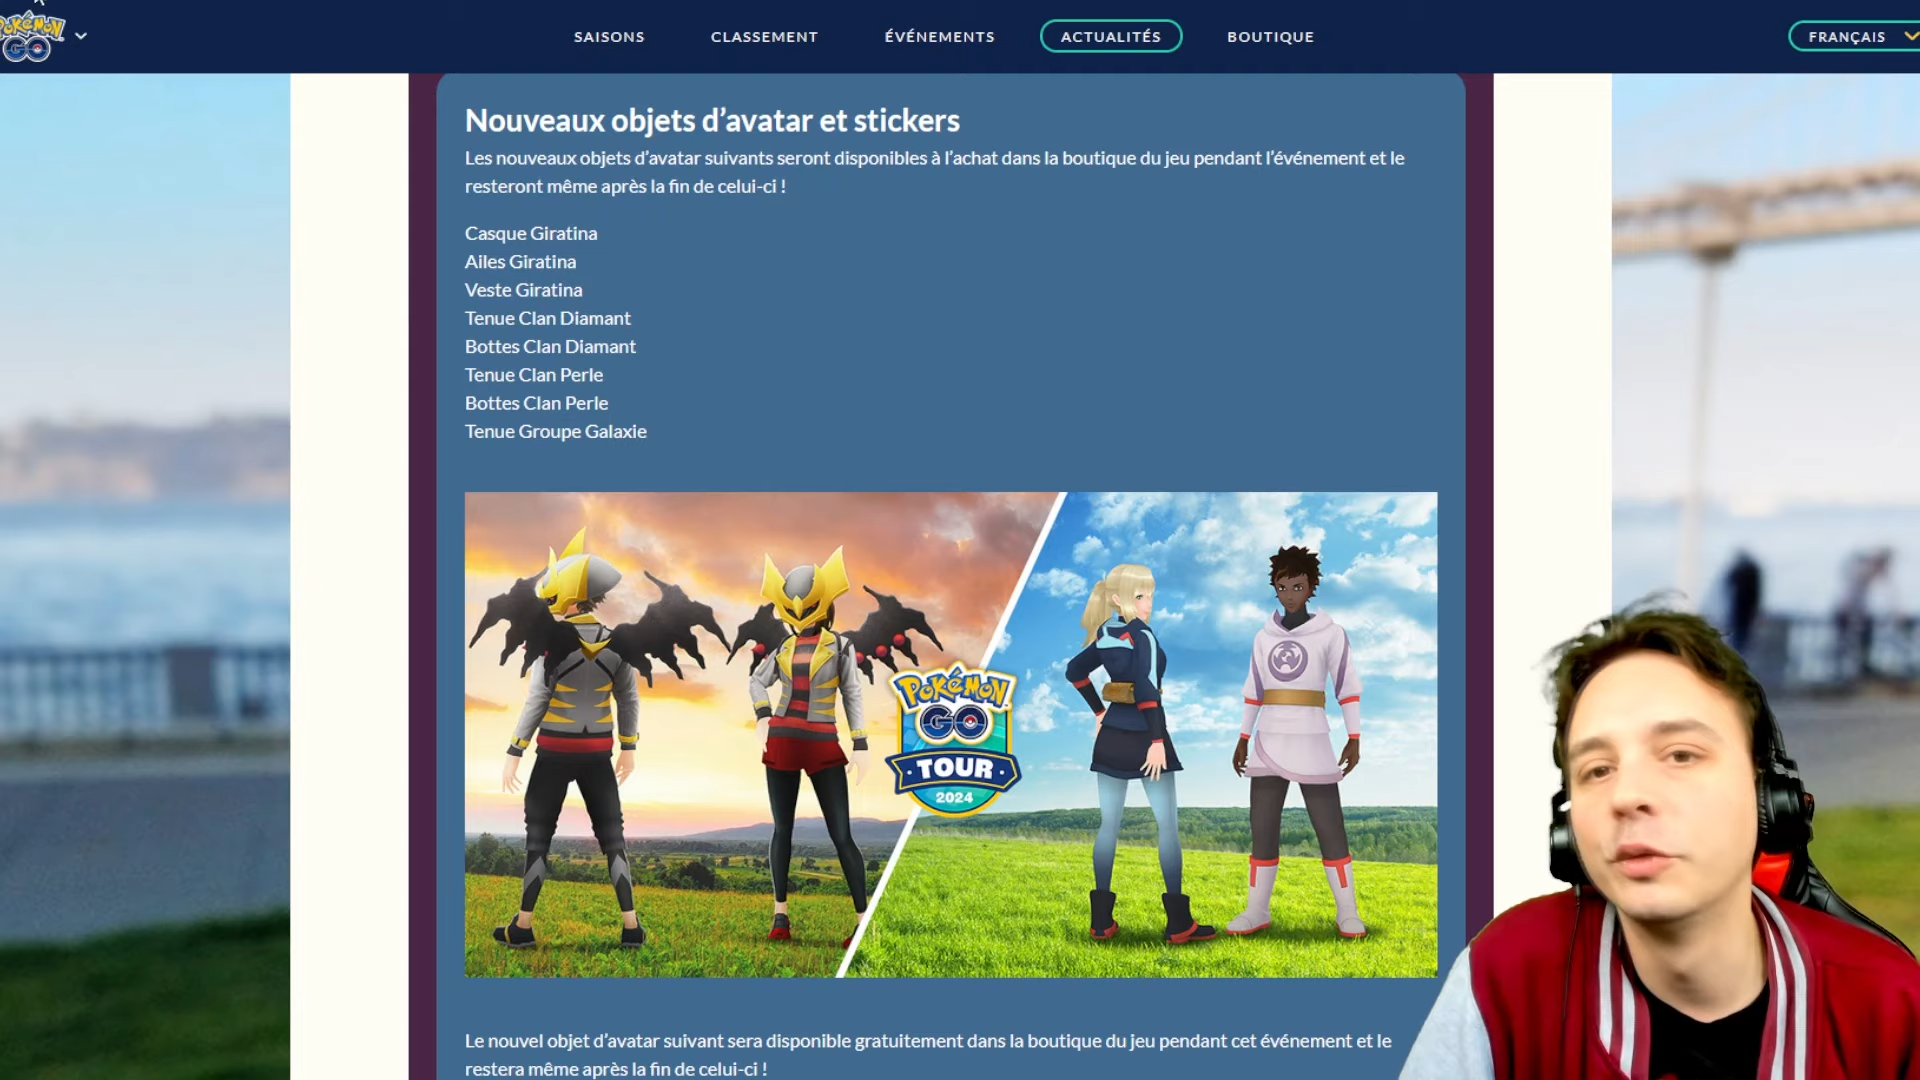 POKÉMON
GO
SAISONS
CLASSEMENT
ÉVÉNEMENTS
ACTUALITÉS
BOUTIQUE
FRANÇAIS
Nouveaux objets d’avatar et stickers
Les nouveaux objets d’avatar suivants seront disponibles à l’achat dans la boutique du jeu pendant l’événement et le
resteront même après la fin de celui-ci !
Casque Giratina
Ailes Giratina
Veste Giratina
Tenue Clan Diamant
Bottes Clan Diamant
Tenue Clan Perle
Bottes Clan Perle
Tenue Groupe Galaxie
POKÉMON
GO
TOUR
2024
Le nouvel objet d’avatar suivant sera disponible gratuitement dans la boutique du jeu pendant cet événement et le
restera même après la fin de celui-ci !